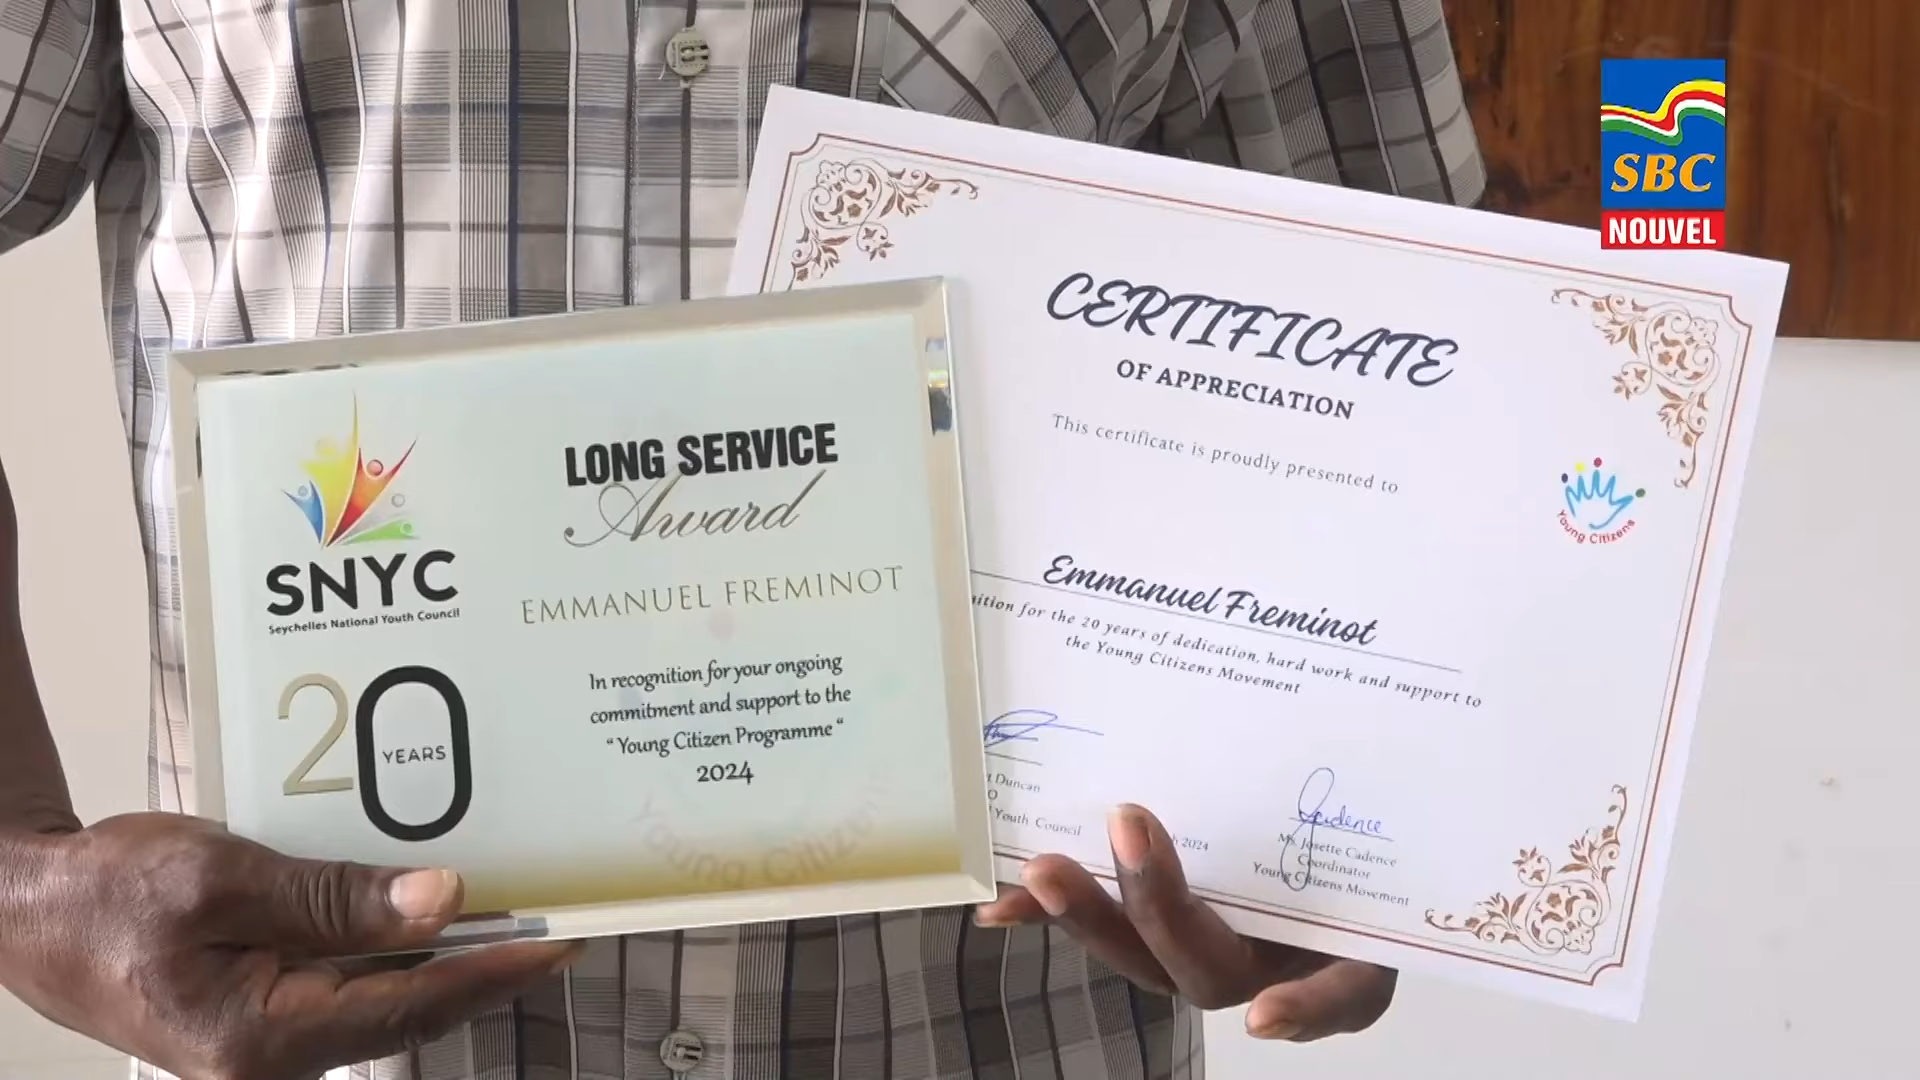 SBC
NOUVEL
CERTIFICATE
OF APPRECIATION
This certificate is proudly presented to
Young Citizens
Emmanuel Freminot
for the 20 years of dedication, hard work and support to
the Young Citizens Movement
Duncan
Youth Council
2024
Ms. Josette Cadence
Coordinator
Young Citizens Movement
LONG SERVICE
Award
EMMANUEL FREMINOT
SNYC
Seychelles National Youth Council
20
YEARS
In recognition for your ongoing
commitment and support to the
“ Young Citizen Programme “
2024
Young Citizens